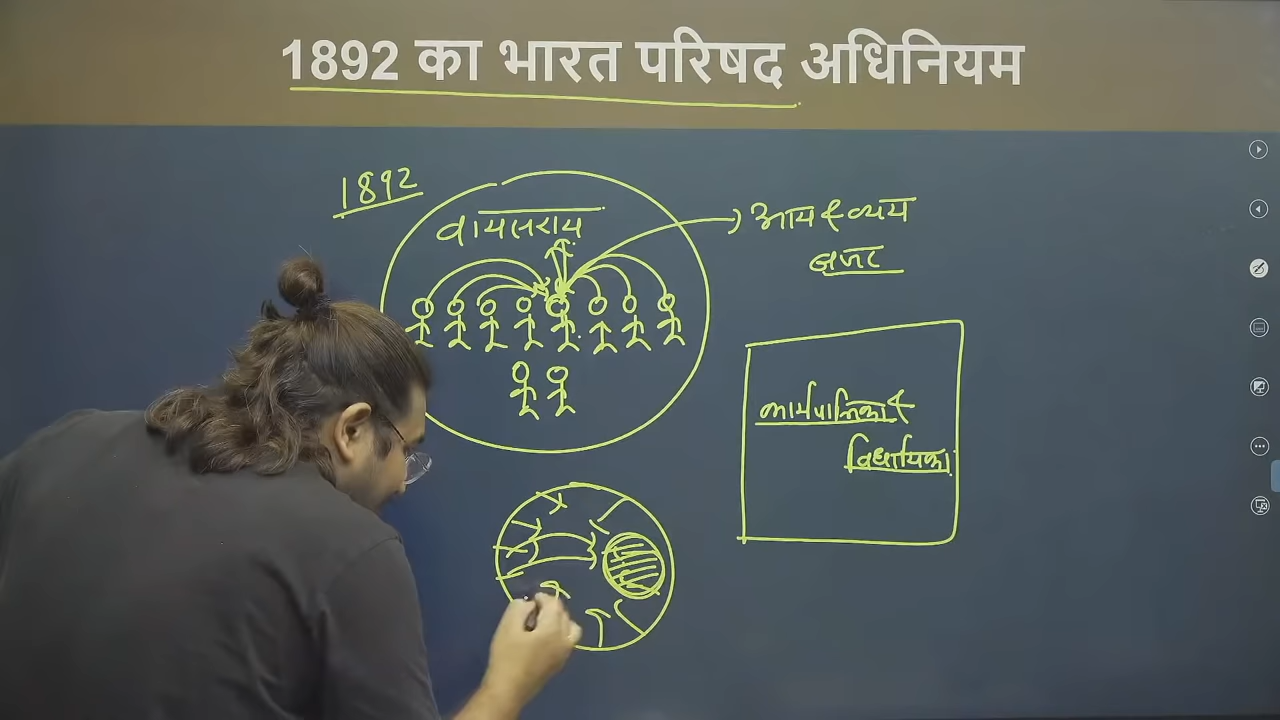 1892 का भारत परिषद अधिनियम
1892
वायसराय
आय & व्यय
बजट
कार्यपालिका &
विधायिका